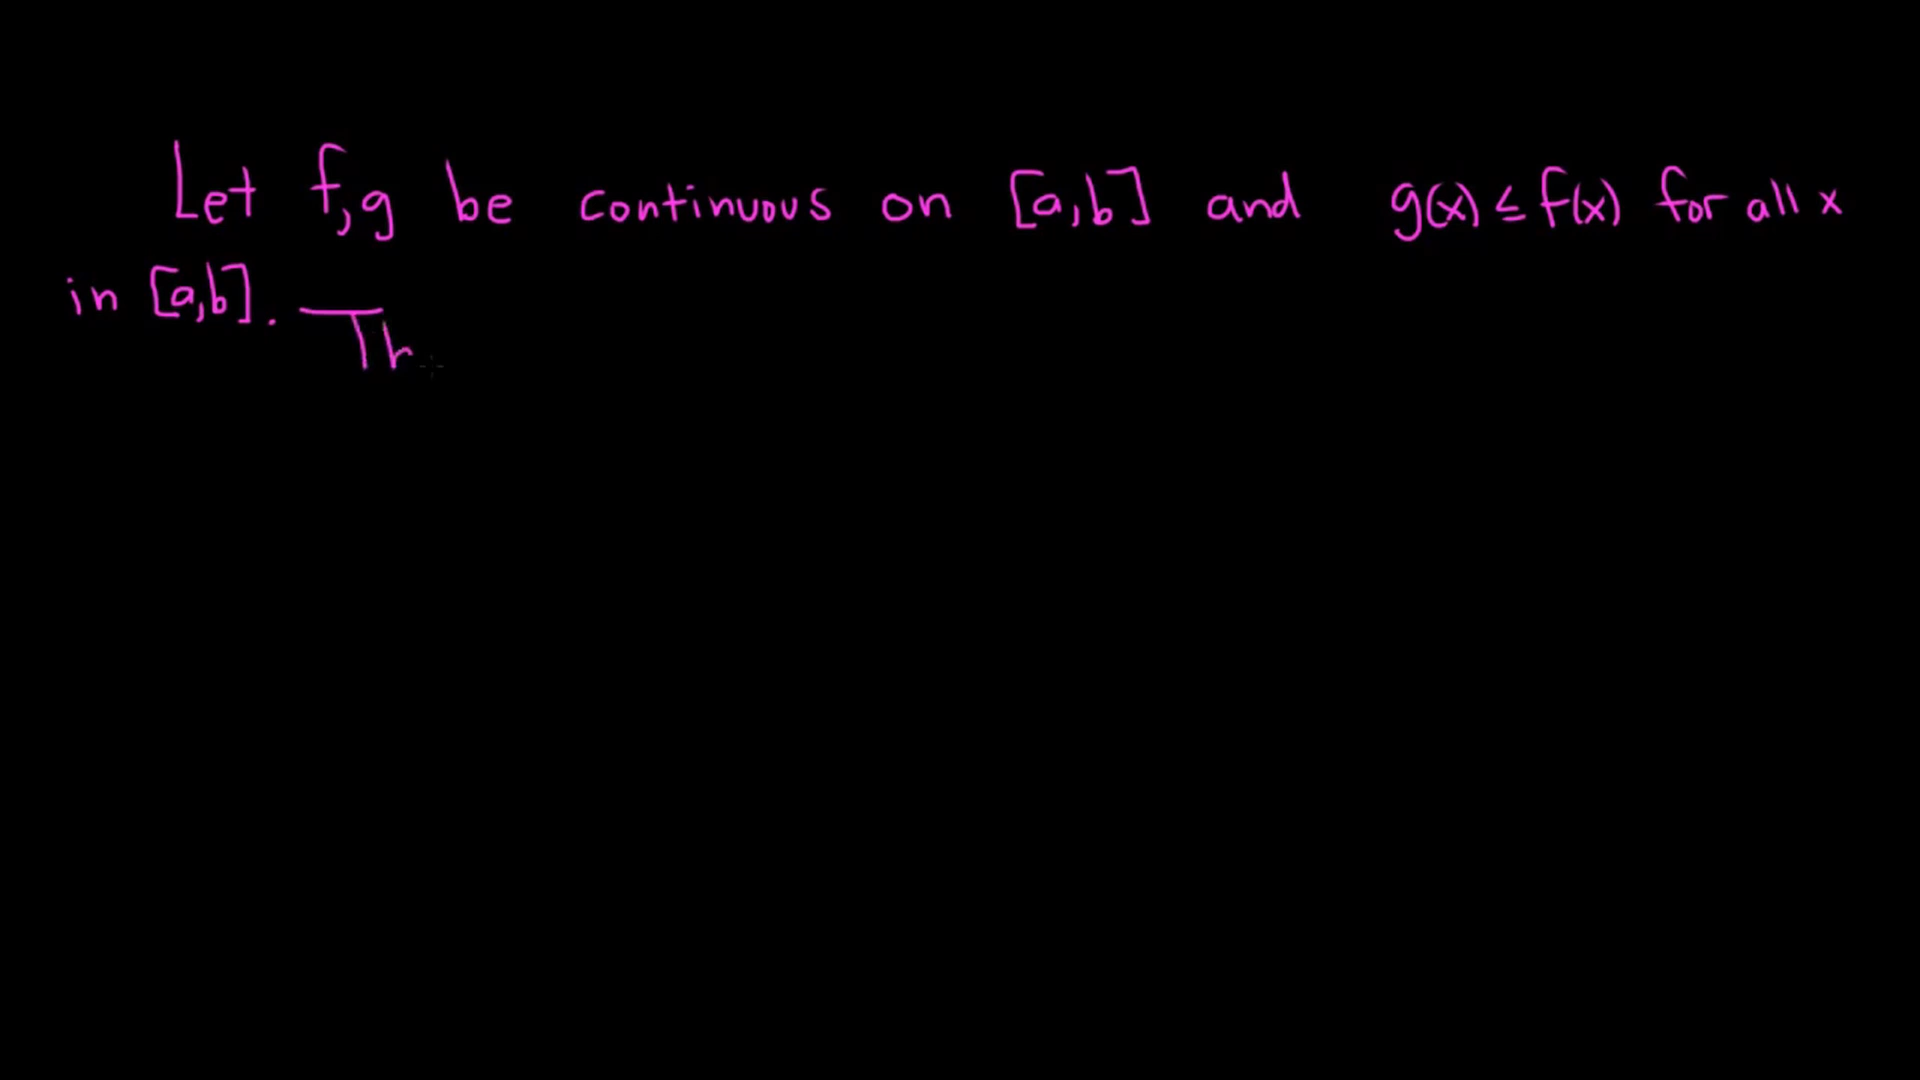 Let f,g be continuous on [a,b] and g(x) ≤ f(x) for all x
in [a,b]. Th